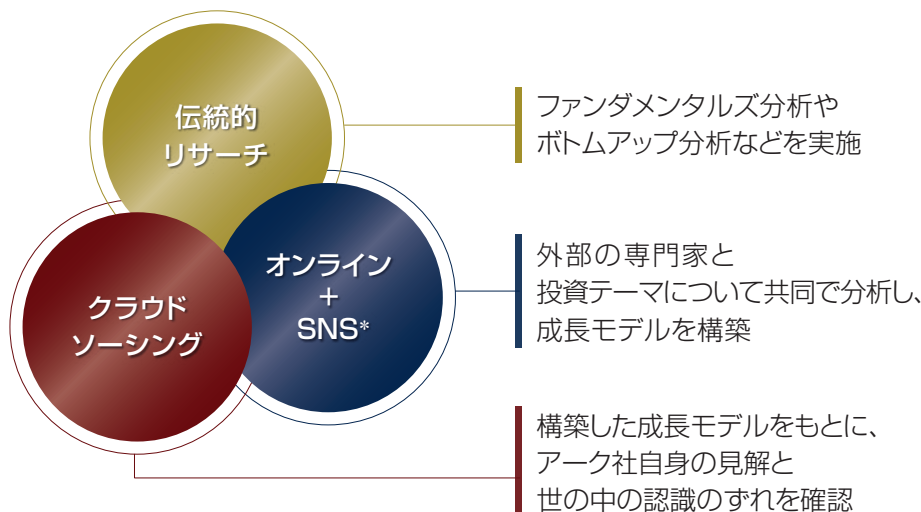 伝統的
リサーチ
ファンダメンタルズ分析や
ボトムアップ分析などを実施
オンライン
+
SNS*
外部の専門家と
投資テーマについて共同で分析し、
成長モデルを構築
クラウド
ソーシング
構築した成長モデルをもとに、
アーク社自身の見解と
世の中の認識のずれを確認